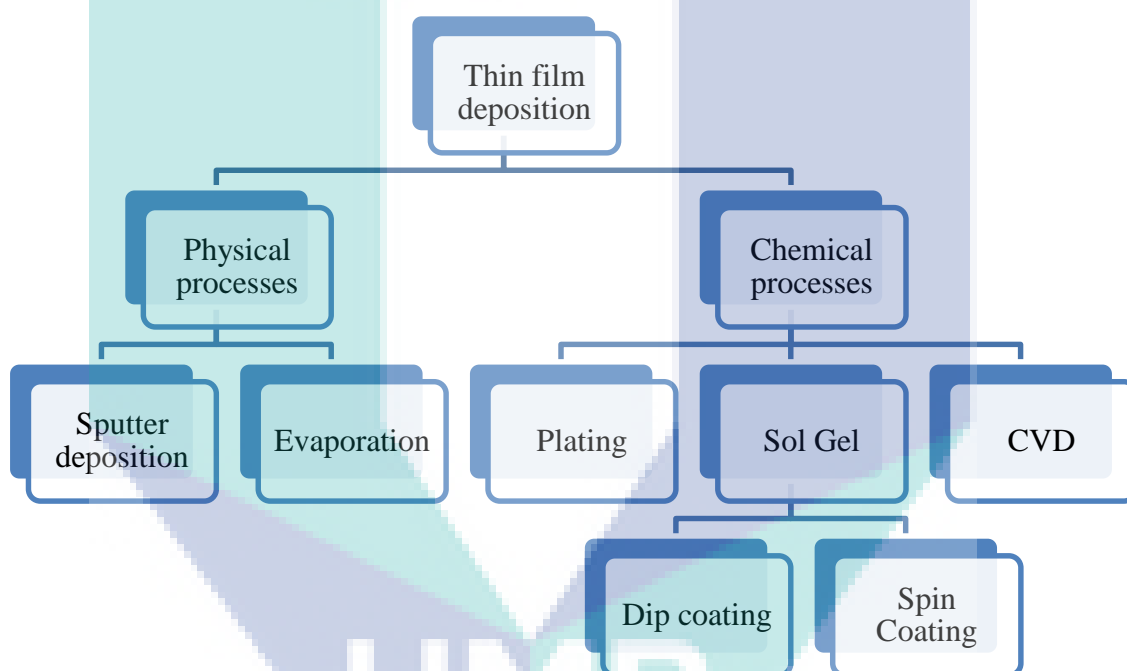 Thin film
deposition
Physical
processes
Chemical
processes
Sputter
deposition
Evaporation
Plating
Sol Gel
CVD
Dip coating
Spin
Coating